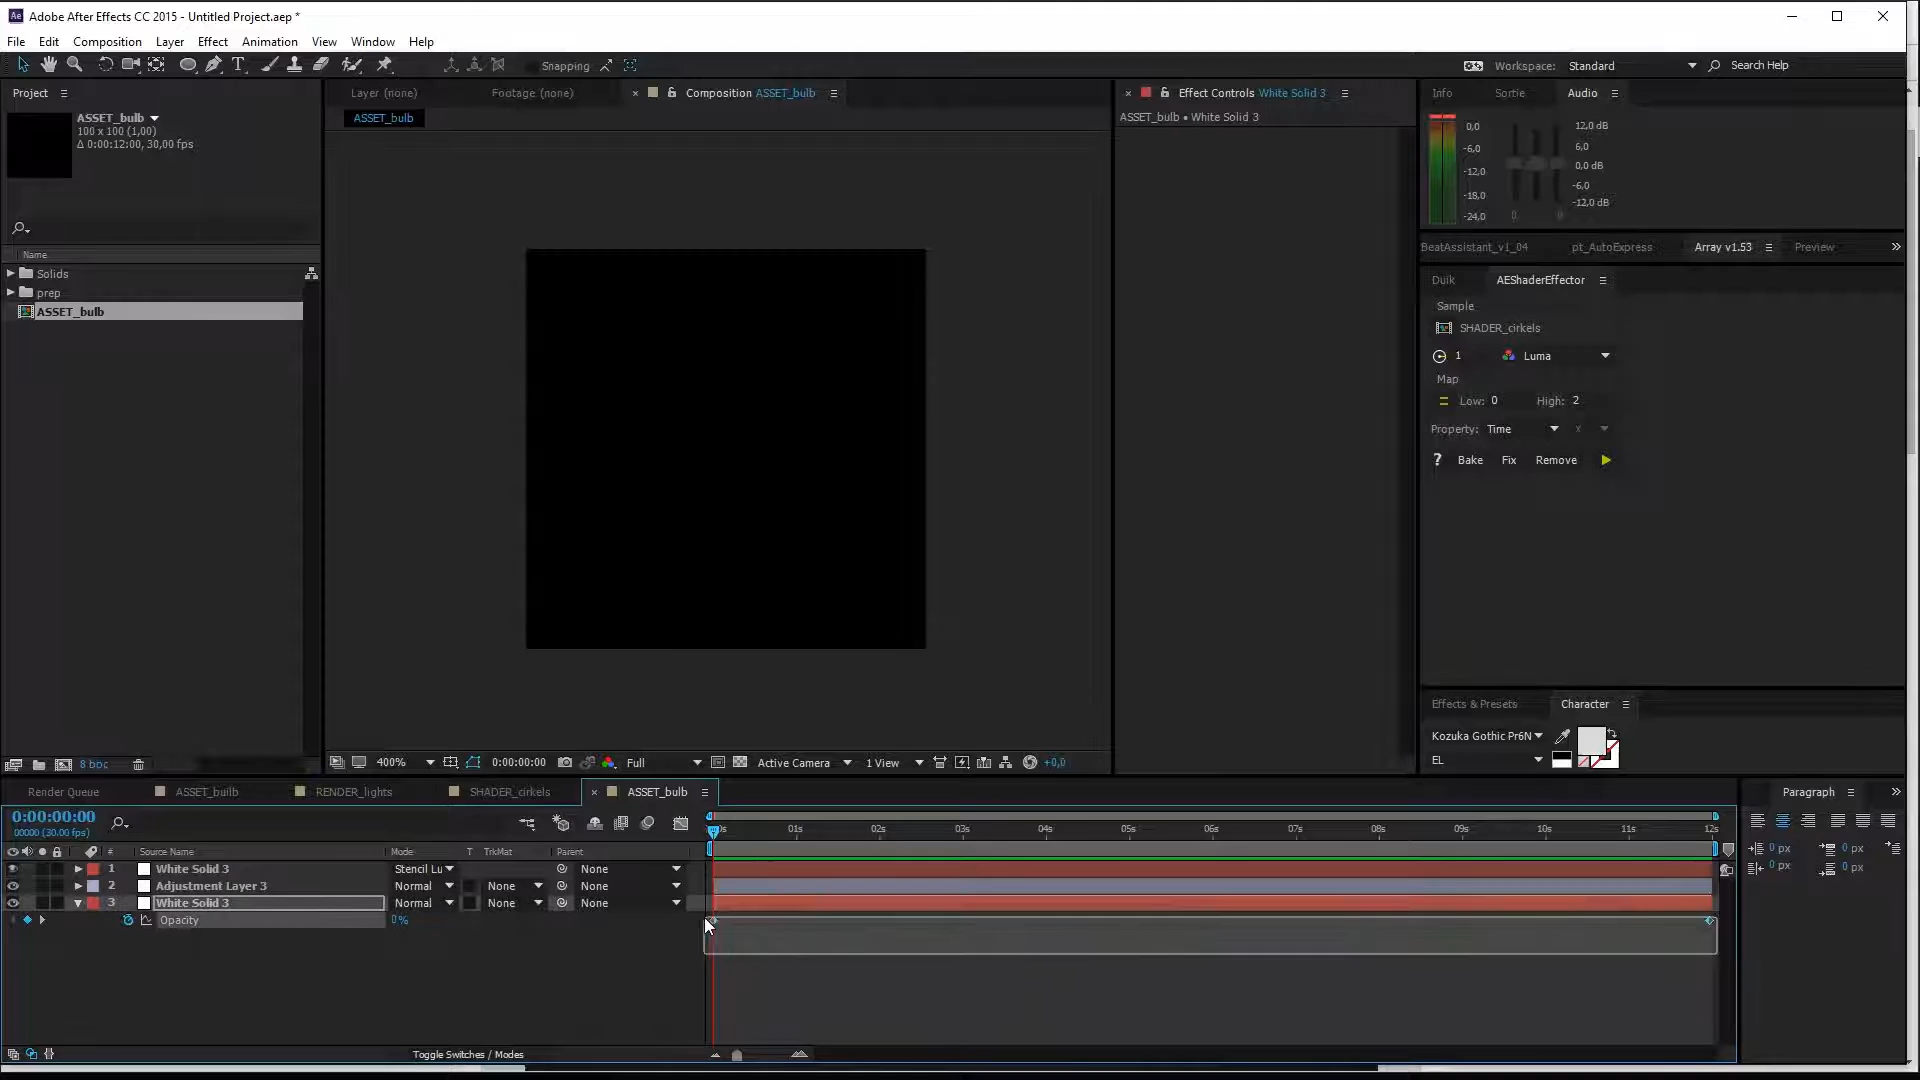 Adobe After Effects CC 2015 - Untitled Project.aep *
File Edit Composition Layer Effect Animation View Window Help
Snapping
Workspace: Standard Search Help
Project
Layer (none) Footage (none) Composition ASSET_bulb Effect Controls White Solid 3 Info Sortie Audio
ASSET_bulb
100 x 100 (1,00)
Δ 0:00:12:00, 30,00 fps
ASSET_bulb
ASSET_bulb • White Solid 3
0,0
-6,0
-12,0
-18,0
-24,0
12,0 dB
6,0
0,0 dB
-6,0
-12,0 dB
0 0
Name
Solids
prep
ASSET_bulb
BeatAssistant_v1_04 pt_AutoExpress Array v1.53 Preview
Duik AEShaderEffector
Sample
SHADER_cirkels
1 Luma
Map
Low: 0 High: 2
Property: Time x
? Bake Fix Remove
Effects & Presets Character
Kozuka Gothic Pr6N
EL
8 bpc
400% 0:00:00:00 Full Active Camera 1 View +0,0
Render Queue ASSET_builb RENDER_lights SHADER_cirkels ASSET_bulb
Paragraph
0:00:00:00
00000 (30.00 fps)
01s 02s 03s 04s 05s 06s 07s 08s 09s 10s 11s 12s
# Source Name Mode T TrkMat Parent
1 White Solid 3 Stencil Lu None
2 Adjustment Layer 3 Normal None None
3 White Solid 3 Normal None None
Opacity 0%
0 px 0 px
0 px 0 px
Toggle Switches / Modes